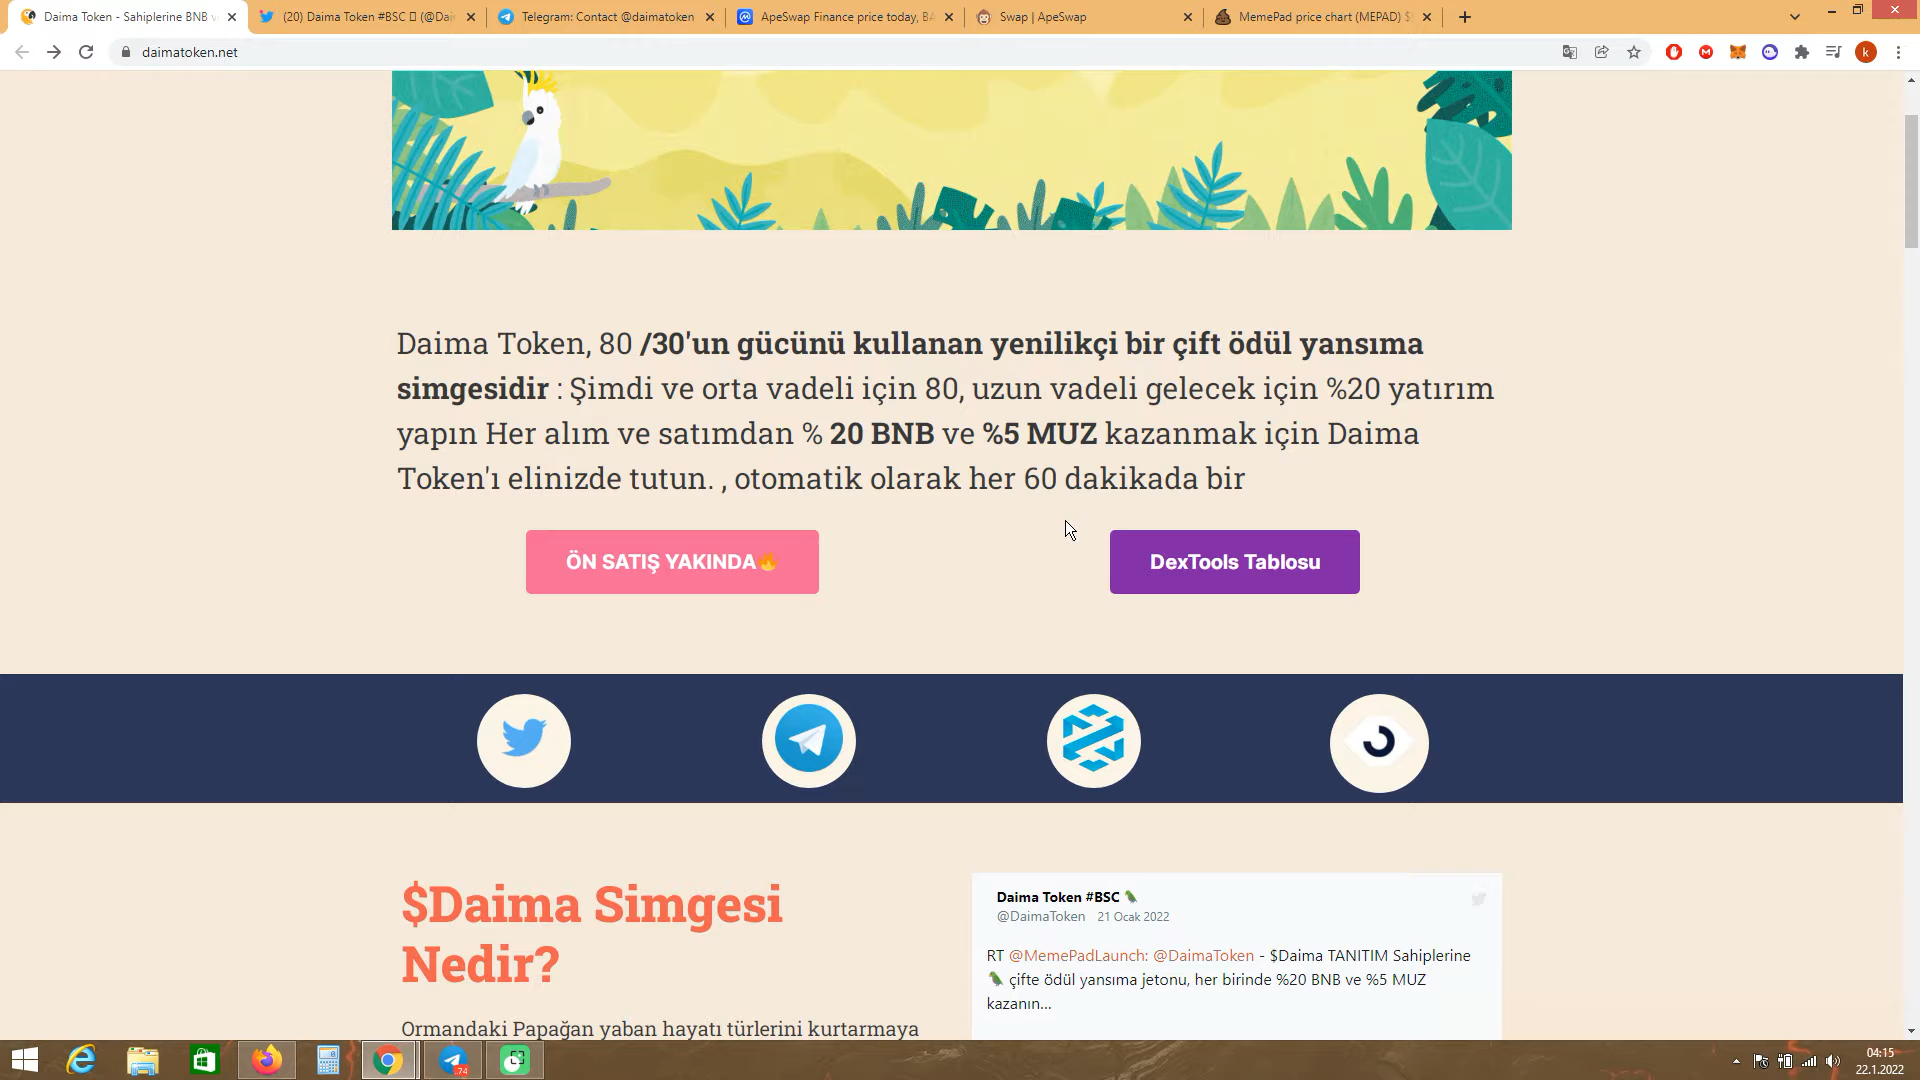 Daima Token - Sahiplerine BNB v
(20) Daima Token #BSC (@Dai
Telegram: Contact @daimatoken
ApeSwap Finance price today, BA
Swap | ApeSwap
MemePad price chart (MEPAD) $
daimatoken.net
k
Daima Token, 80 /30'un gücünü kullanan yenilikçi bir çift ödül yansıma
simgesidir : Şimdi ve orta vadeli için 80, uzun vadeli gelecek için %20 yatırım
yapın Her alım ve satımdan % 20 BNB ve %5 MUZ kazanmak için Daima
Token'ı elinizde tutun. , otomatik olarak her 60 dakikada bir
ÖN SATIŞ YAKINDA🔥
DexTools Tablosu
$Daima Simgesi
Nedir?
Ormandaki Papağan yaban hayatı türlerini kurtarmaya
Daima Token #BSC 🦜
@DaimaToken 21 Ocak 2022
RT @MemePadLaunch: @DaimaToken - $Daima TANITIM Sahiplerine
🦜 çifte ödül yansıma jetonu, her birinde %20 BNB ve %5 MUZ
kazanın...
..74
04:15
22.1.2022